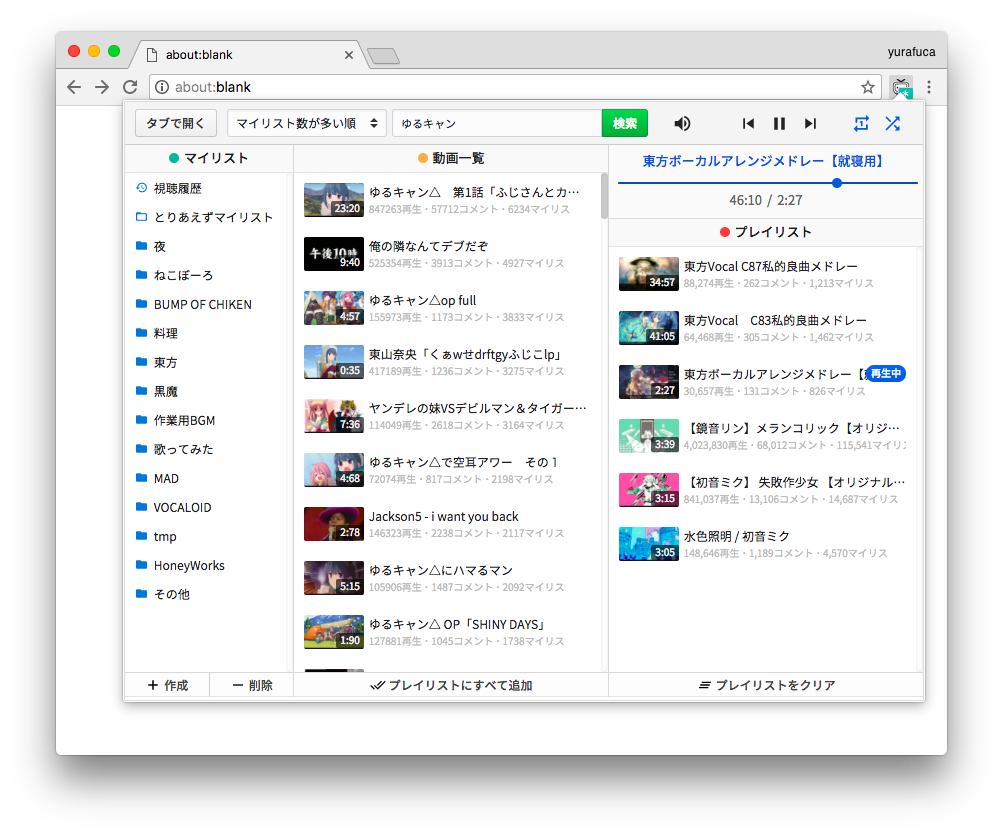 about:blank
yurafuca
about:blank
タブで開く
マイリスト数が多い順
ゆるキャン
検索
マイリスト
視聴履歴
とりあえずマイリスト
夜
ねこぼーろ
BUMP OF CHIKEN
料理
東方
黒魔
作業用BGM
歌ってみた
MAD
VOCALOID
tmp
HoneyWorks
その他
作成
削除
動画一覧
23:20
ゆるキャン△　第1話「ふじさんとカ…
847263再生・57712コメント・6234マイリス
午後10時
9:40
俺の隣なんてデブだぞ
525354再生・3913コメント・4927マイリス
4:57
ゆるキャン△op full
155973再生・1173コメント・3833マイリス
0:35
東山奈央「くぁwせdrftgyふじこlp」
417189再生・1236コメント・3275マイリス
7:36
ヤンデレの妹VSデビルマン＆タイガー…
114049再生・2618コメント・3164マイリス
4:68
ゆるキャン△で空耳アワー　その１
72074再生・817コメント・2198マイリス
2:78
Jackson5 - i want you back
146323再生・2238コメント・2117マイリス
5:15
ゆるキャン△にハマるマン
105906再生・1487コメント・2092マイリス
1:90
ゆるキャン△ OP「SHINY DAYS」
127881再生・1045コメント・1738マイリス
プレイリストにすべて追加
東方ボーカルアレンジメドレー【就寝用】
46:10 / 2:27
プレイリスト
34:57
東方Vocal C87私的良曲メドレー
88,274再生・262コメント・1,213マイリス
41:05
東方Vocal　C83私的良曲メドレー
64,468再生・305コメント・1,462マイリス
2:27
東方ボーカルアレンジメドレー【
再生中
30,657再生・131コメント・826マイリス
3:39
【鏡音リン】メランコリック【オリジ…
4,023,830再生・68,012コメント・115,541マイリ
3:15
【初音ミク】 失敗作少女 【オリジナル…
841,037再生・13,106コメント・14,687マイリス
3:05
水色照明 / 初音ミク
148,646再生・1,189コメント・4,570マイリス
プレイリストをクリア